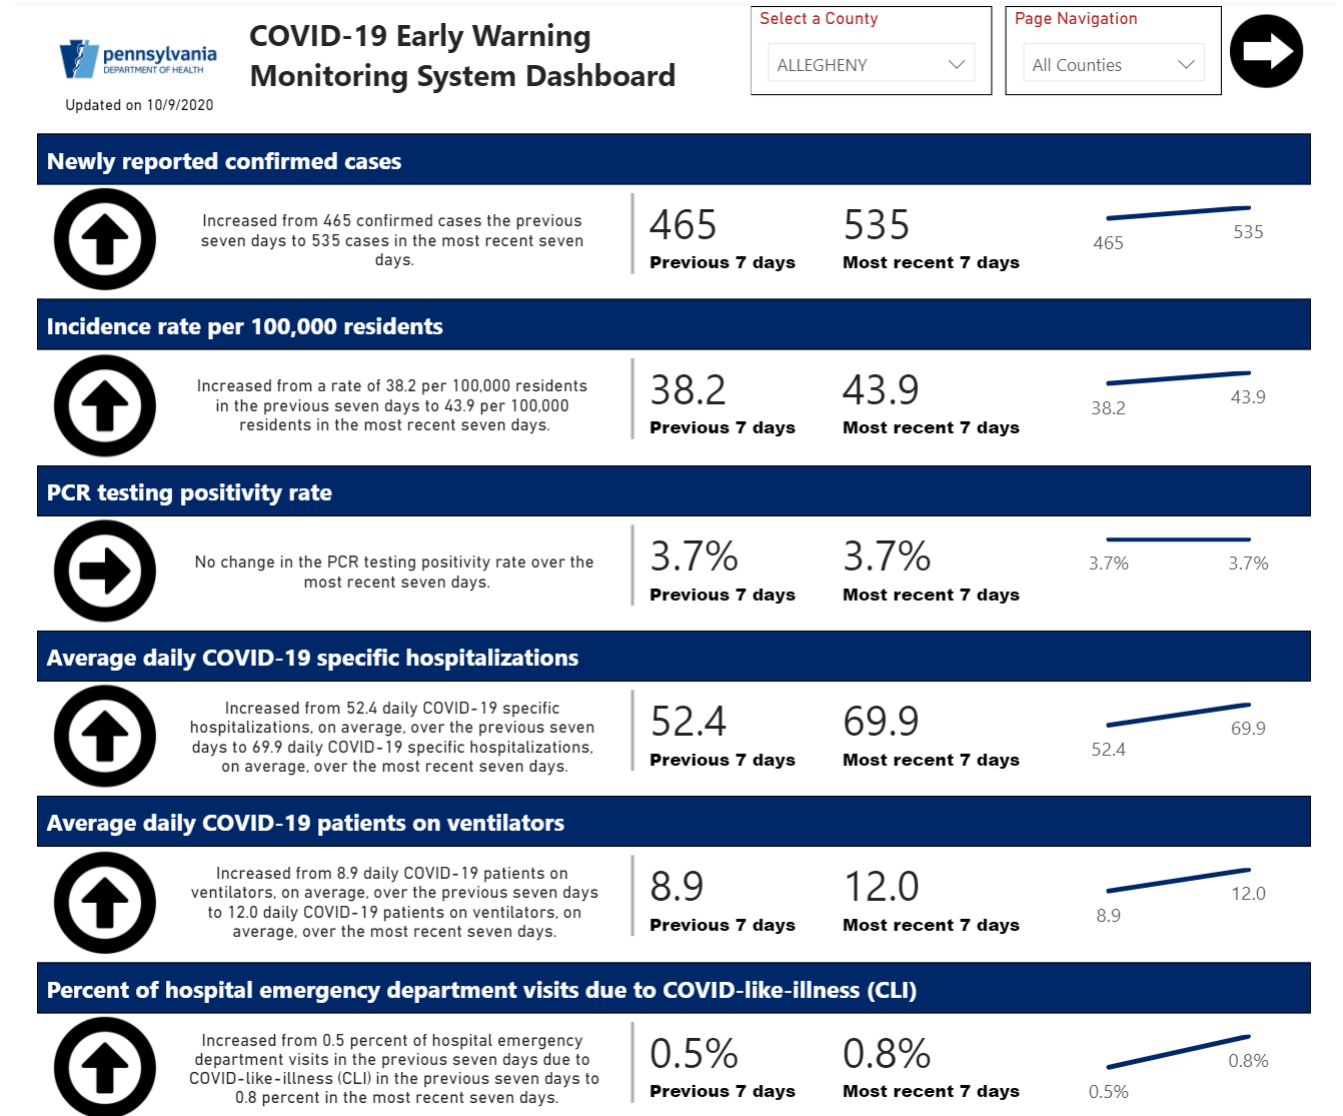 pennsylvania
DEPARTMENT OF HEALTH
Updated on 10/9/2020
COVID-19 Early Warning
Monitoring System Dashboard
Select a County
ALLEGHENY
Page Navigation
All Counties
Newly reported confirmed cases
Increased from 465 confirmed cases the previous
seven days to 535 cases in the most recent seven
days.
465
Previous 7 days
535
Most recent 7 days
465
535
Incidence rate per 100,000 residents
Increased from a rate of 38.2 per 100,000 residents
in the previous seven days to 43.9 per 100,000
residents in the most recent seven days.
38.2
Previous 7 days
43.9
Most recent 7 days
38.2
43.9
PCR testing positivity rate
No change in the PCR testing positivity rate over the
most recent seven days.
3.7%
Previous 7 days
3.7%
Most recent 7 days
3.7%
3.7%
Average daily COVID-19 specific hospitalizations
Increased from 52.4 daily COVID-19 specific
hospitalizations, on average, over the previous seven
days to 69.9 daily COVID-19 specific hospitalizations,
on average, over the most recent seven days.
52.4
Previous 7 days
69.9
Most recent 7 days
52.4
69.9
Average daily COVID-19 patients on ventilators
Increased from 8.9 daily COVID-19 patients on
ventilators, on average, over the previous seven days
to 12.0 daily COVID-19 patients on ventilators, on
average, over the most recent seven days.
8.9
Previous 7 days
12.0
Most recent 7 days
8.9
12.0
Percent of hospital emergency department visits due to COVID-like-illness (CLI)
Increased from 0.5 percent of hospital emergency
department visits in the previous seven days due to
COVID-like-illness (CLI) in the previous seven days to
0.8 percent in the most recent seven days.
0.5%
Previous 7 days
0.8%
Most recent 7 days
0.5%
0.8%